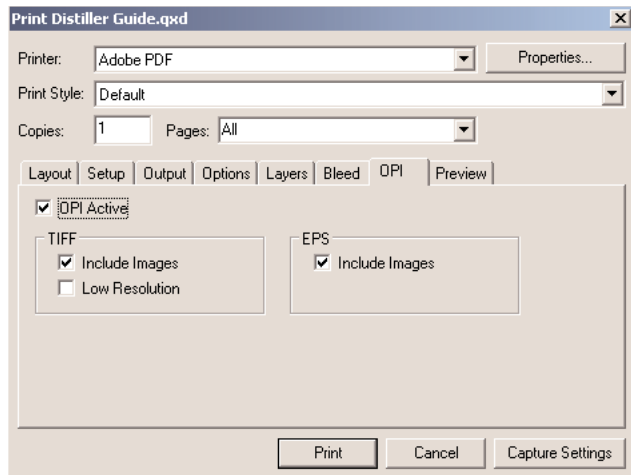 Print Distiller Guide.qxd
Printer: Adobe PDF Properties...
Print Style: Default
Copies: 1 Pages: All
Layout Setup Output Options Layers Bleed OPI Preview
OPI Active
TIFF EPS
Include Images Include Images
Low Resolution
Print Cancel Capture Settings